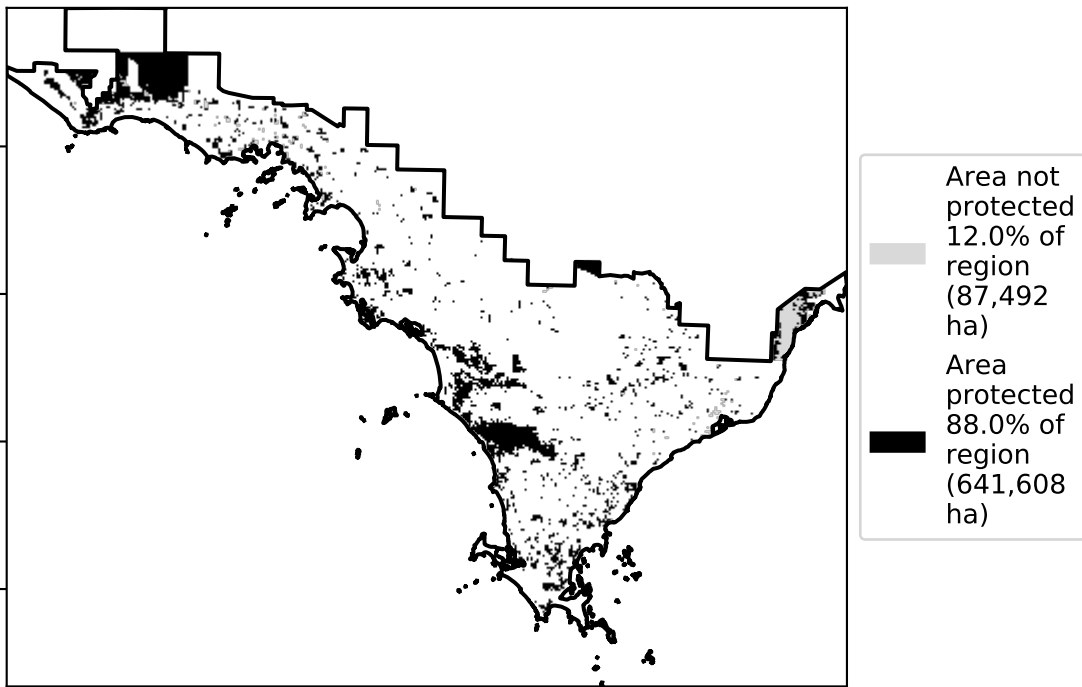 Area not
protected
12.0% of
region
(87,492
ha)
Area
protected
88.0% of
region
(641,608
ha)